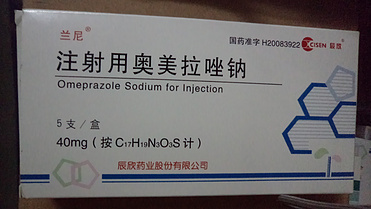 兰尼®
国药准字 H20083922 CISEN 辰欣
注射用奥美拉唑钠
Omeprazole Sodium for Injection
5 支/盒
40mg（按 C₁₇H₁₉N₃O₃S 计）
辰欣药业股份有限公司